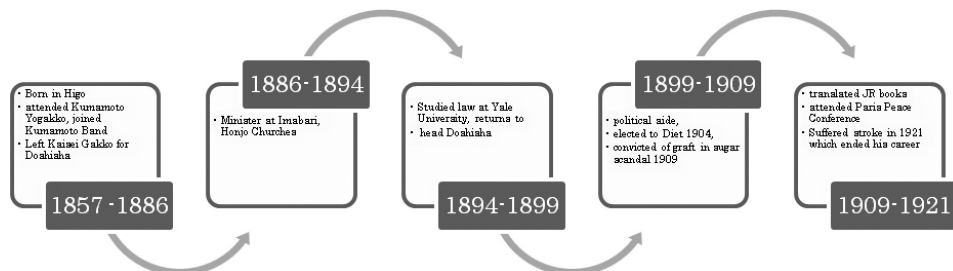 • Born in Higo
• attended Kumamoto
Yogakko, joined
Kumamoto Band
• Left Kaisei Gakko for
Doshisha
1857-1886
1886-1894
• Minister at Imabari,
Honjo Churches
• Studied law at Yale
University, returns to
• head Doshisha
1894-1899
1899-1909
• political aide,
• elected to Diet 1904,
• convicted of graft in sugar
scandal 1909
• translated JR books
• attended Paris Peace
Conference
• Suffered stroke in 1921
which ended his career
1909-1921